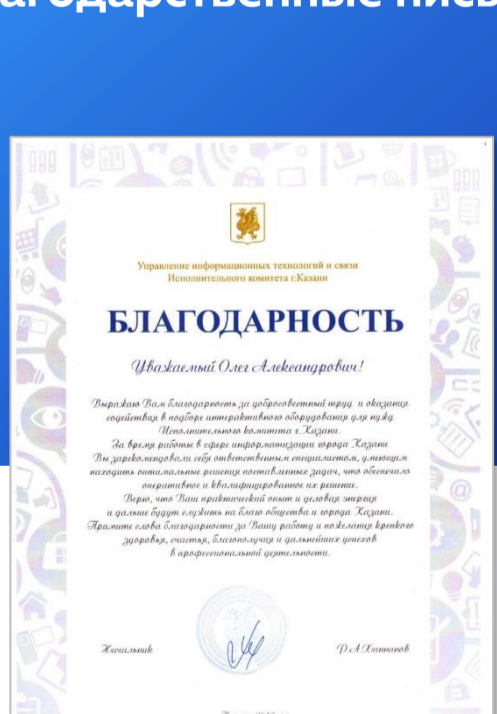 агодарственные пись
Управление информационных технологий и связи
Исполнительного комитета г.Казани
БЛАГОДАРНОСТЬ
Уважаемый Олег Александрович!
Выражаю Вам благодарность за добросовестный труд и оказания
содействия в подборе интерактивного оборудования для нужд
Исполнительного комитета г.Казани.
За время работы в сфере информатизации города Казани
Вы зарекомендовали себя ответственным специалистом, умеющим
находить оптимальные решения поставленных задач, что обеспечило
оперативное и квалифицированное их решение.
Верю, что Ваш практический опыт и деловая энергия
и дальше будут служить на благо общества и города Казани.
Примите слова благодарности за Вашу работу и пожелания крепкого
здоровья, счастья, благополучия и дальнейших успехов
в профессиональной деятельности.
Начальник
Р.А.Ханнанов